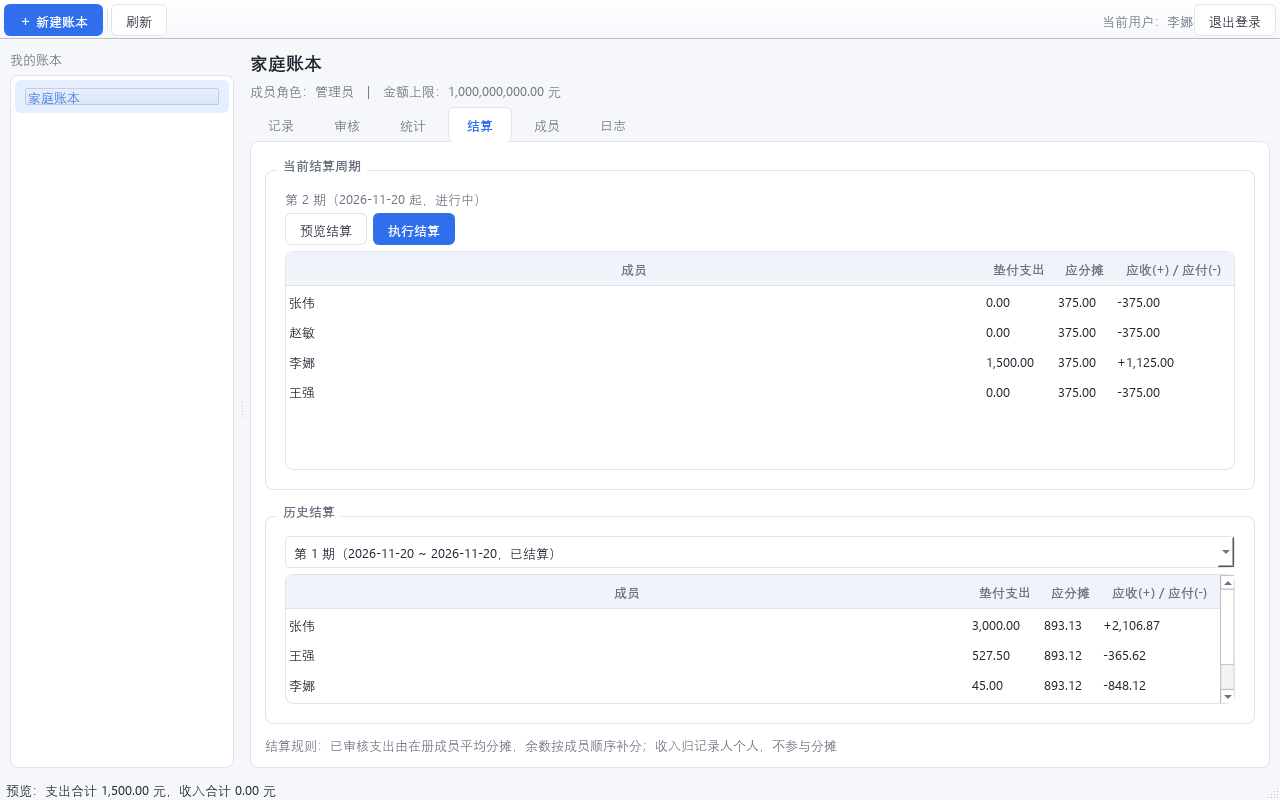 + 新建账本 刷新 当前用户: 李娜 退出登录
我的账本
家庭账本
家庭账本
成员角色: 管理员 | 金额上限: 1,000,000,000.00 元
记录 审核 统计 结算 成员 日志
当前结算周期
第 2 期（2026-11-20 起, 进行中）
预览结算 执行结算
成员 垫付支出 应分摊 应收(+) / 应付(-)
张伟 0.00 375.00 -375.00
赵敏 0.00 375.00 -375.00
李娜 1,500.00 375.00 +1,125.00
王强 0.00 375.00 -375.00
历史结算
第 1 期（2026-11-20 ~ 2026-11-20, 已结算）
成员 垫付支出 应分摊 应收(+) / 应付(-)
张伟 3,000.00 893.13 +2,106.87
王强 527.50 893.12 -365.62
李娜 45.00 893.12 -848.12
结算规则: 已审核支出由在册成员平均分摊, 余数按成员顺序补分; 收入归记录人个人, 不参与分摊
预览: 支出合计 1,500.00 元, 收入合计 0.00 元